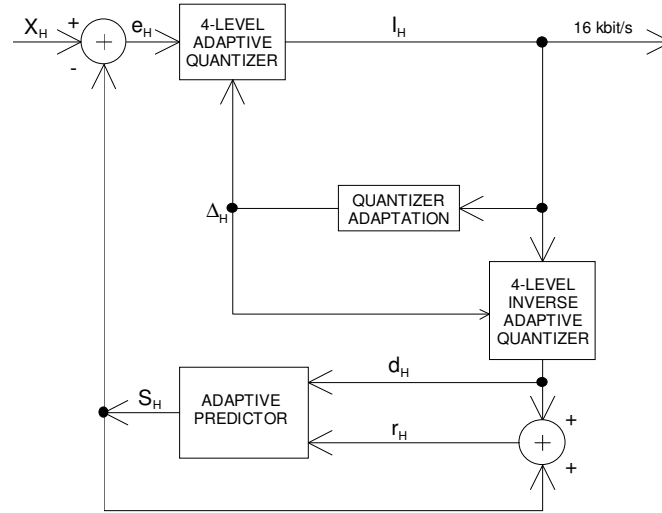 X_H
+
-
+
e_H
4-LEVEL
ADAPTIVE
QUANTIZER
I_H
16 kbit/s
Δ_H
QUANTIZER
ADAPTATION
4-LEVEL
INVERSE
ADAPTIVE
QUANTIZER
d_H
S_H
ADAPTIVE
PREDICTOR
r_H
+
+
+